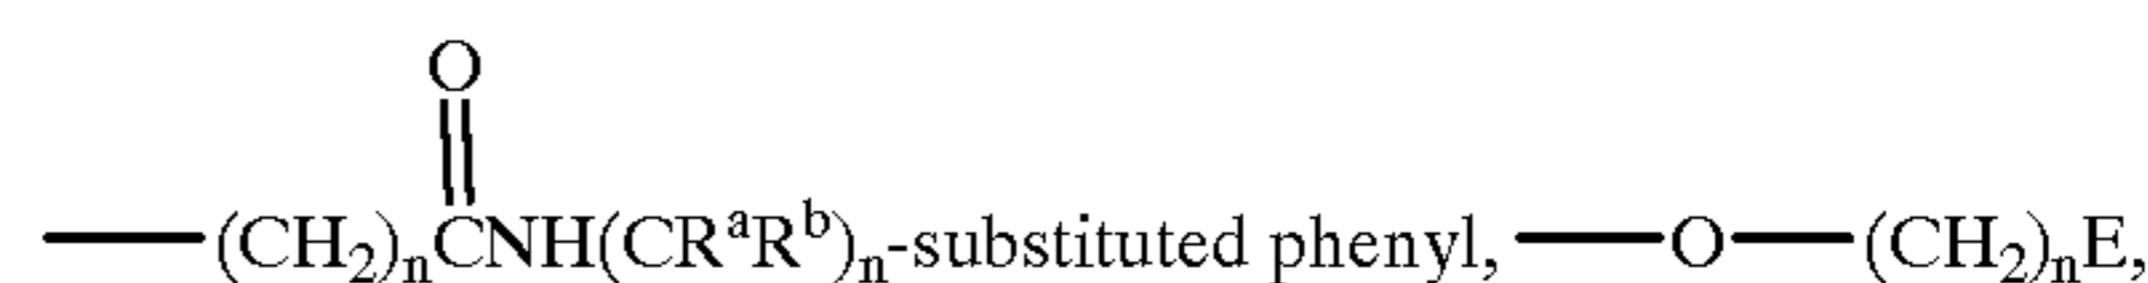 O
—(CH₂)ₙCNH(CRᵃRᵇ)ₙ-substituted phenyl, —O—(CH₂)ₙE,